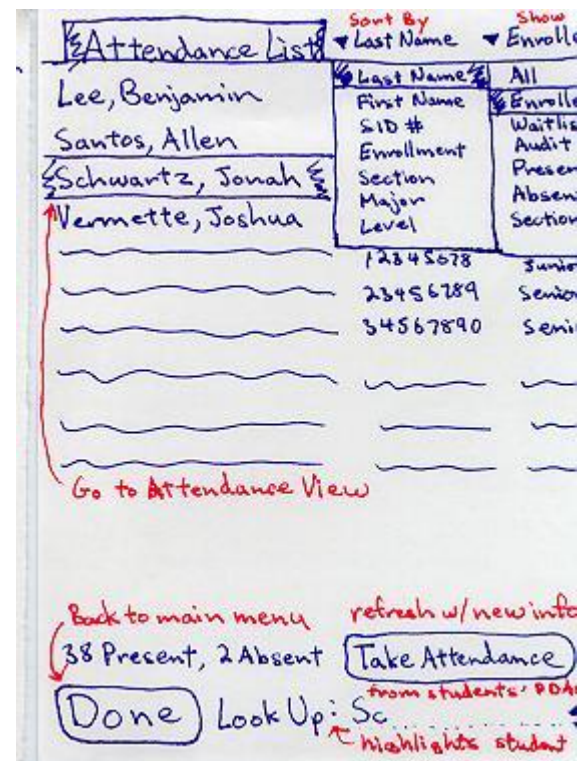 Sort By Show
Attendance List ▾ Last Name ▾ Enrolle
Last Name All
Lee, Benjamin First Name Enrolle
SID # Waitlis
Santos, Allen Enrollment Audit
Schwartz, Jonah Section Presen
Major Absen
Vermette, Joshua Level Section
12345678 Junior
23456789 Senior
34567890 Seni
Go to Attendance View
Back to main menu refresh w/ new info
38 Present, 2 Absent Take Attendance
from students' PDA
Done Look Up: Sc
highlights student